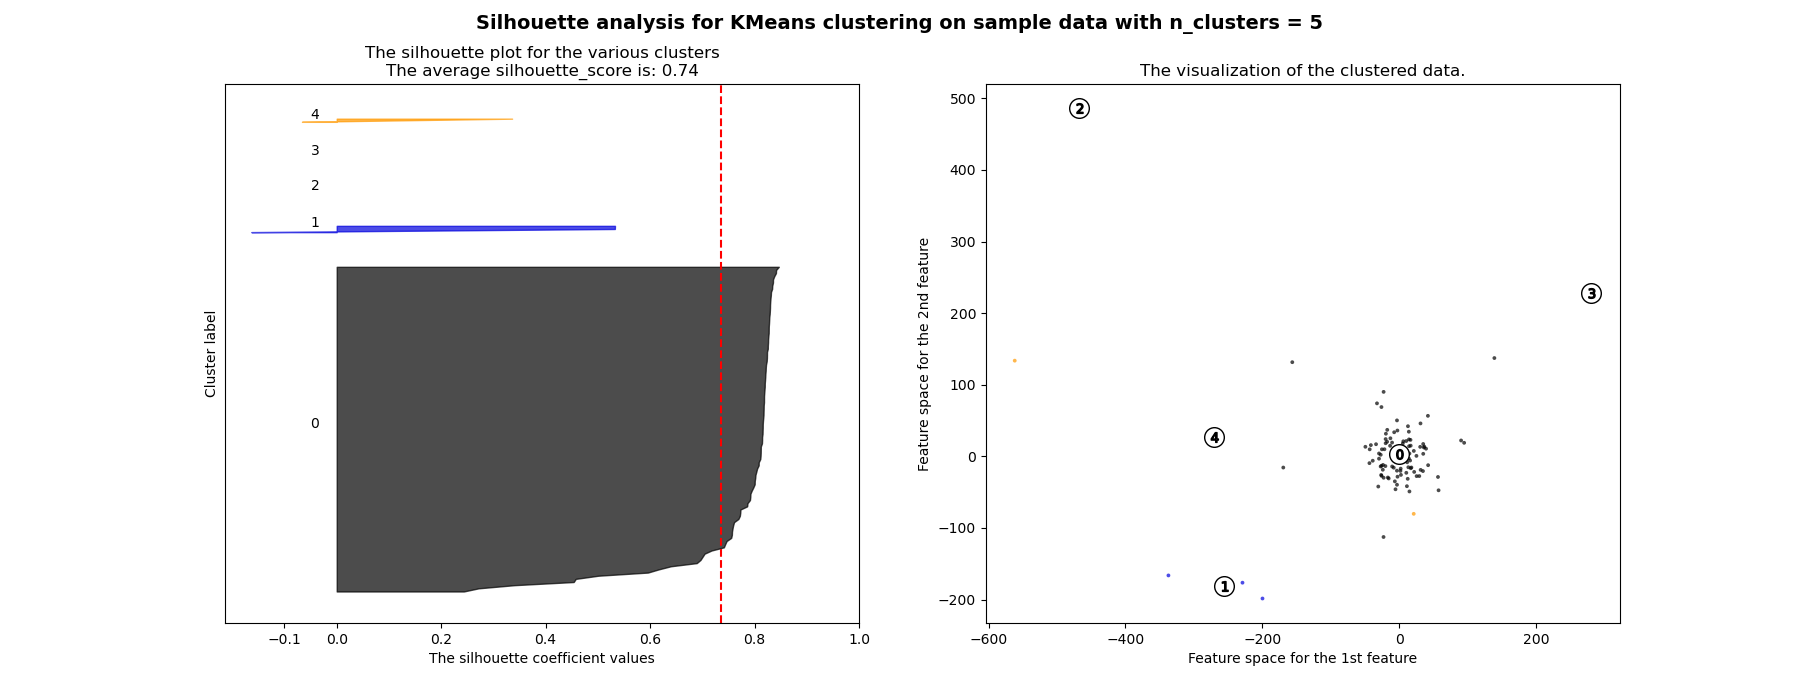 Silhouette analysis for KMeans clustering on sample data with n_clusters = 5
The silhouette plot for the various clusters
The average silhouette_score is: 0.74
4
3
2
1
0
Cluster label
−0.1 0.0 0.2 0.4 0.6 0.8 1.0
The silhouette coefficient values
The visualization of the clustered data.
500
400
300
200
100
0
−100
−200
Feature space for the 2nd feature
2
3
4
0
1
−600 −400 −200 0 200
Feature space for the 1st feature